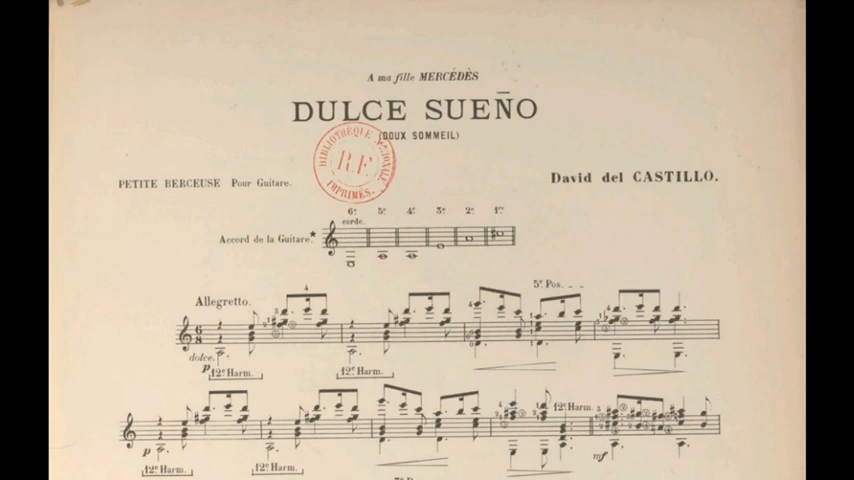 A ma fille MERCÉDÈS
DULCE SUEÑO
(DOUX SOMMEIL)
BIBLIOTHÈQUE NATIONALE
R.F.
IMPRIMÉS.
PETITE BERCEUSE Pour Guitare.
David del CASTILLO.
6e 5e 4e 3e 2e 1re
corde.
Accord de la Guitare.*
5e Pos.
Allegretto.
6 8
dolce.
p
12e Harm. 12e Harm.
12e Harm.
p
mf
12e Harm. 12e Harm.